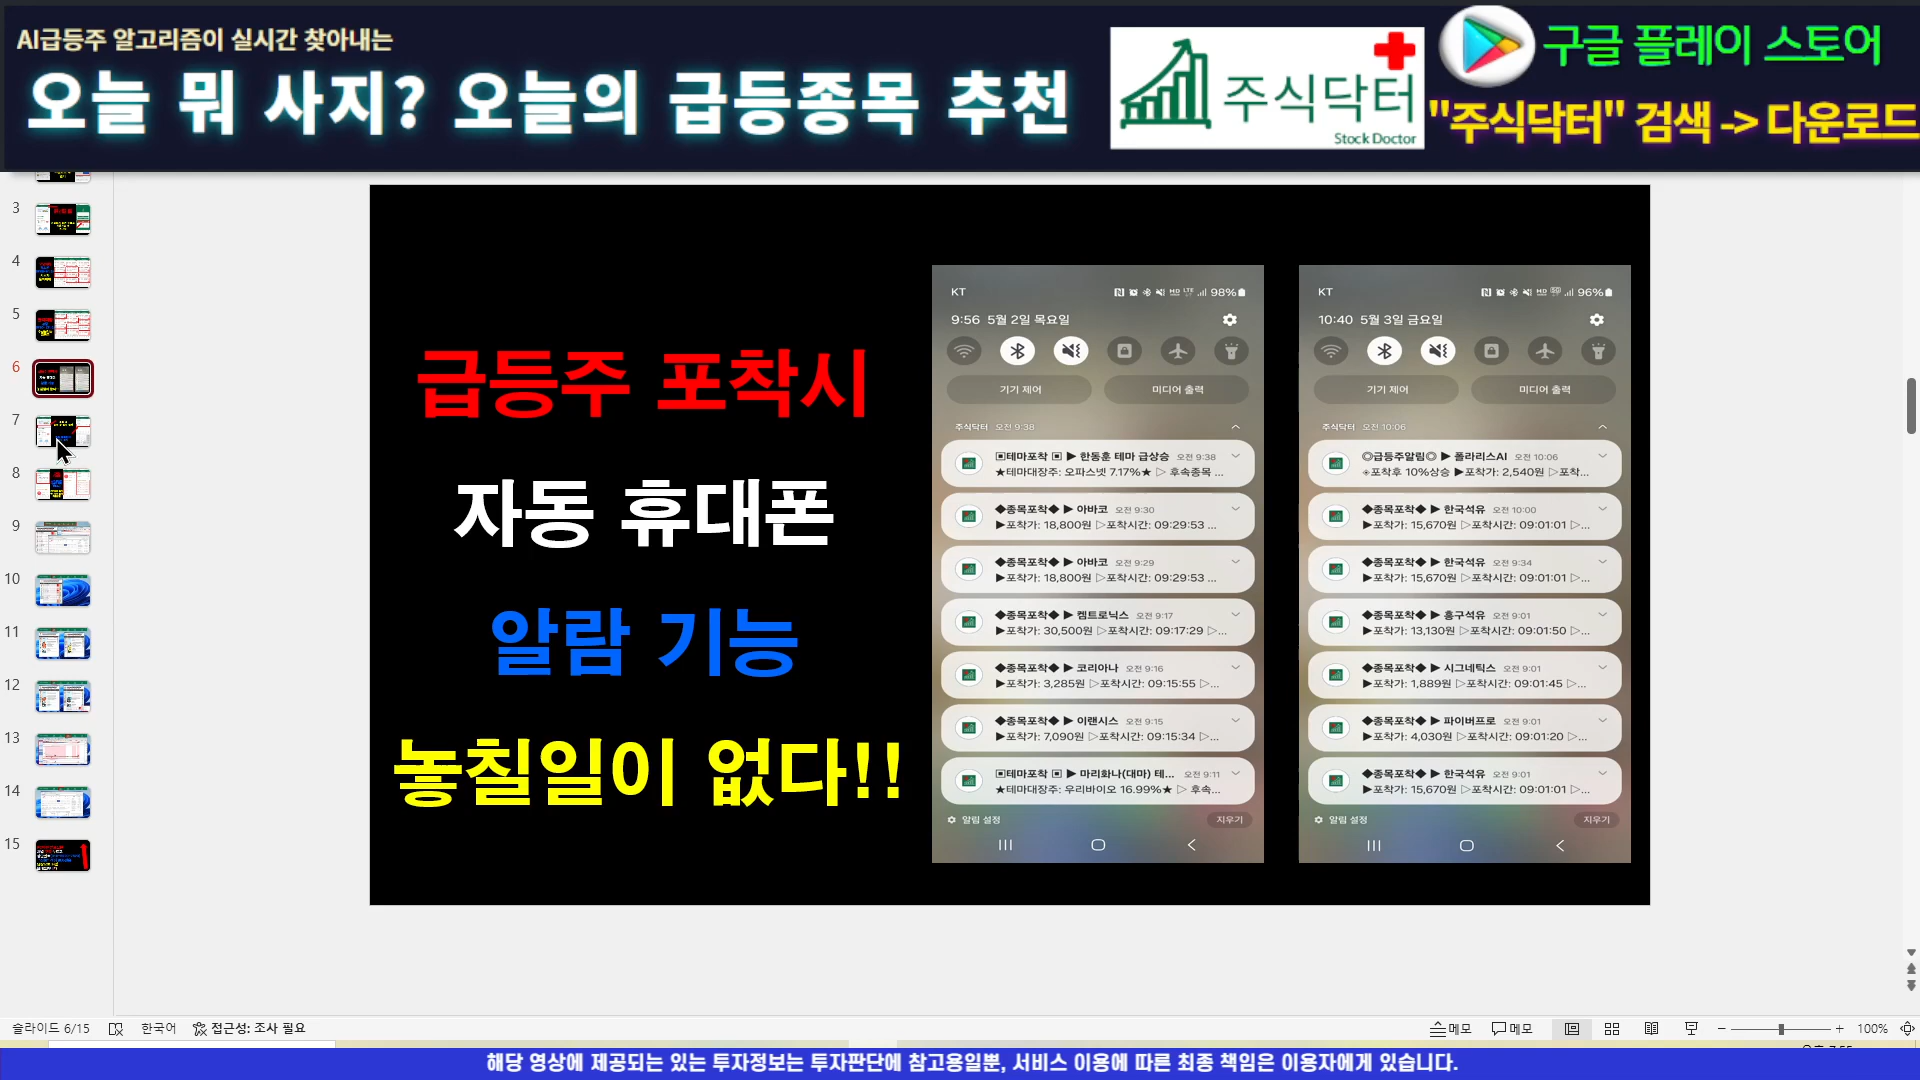 AI급등주 알고리즘이 실시간 찾아내는
오늘 뭐 사지? 오늘의 급등종목 추천
주식닥터
Stock Doctor
구글 플레이 스토어
"주식닥터" 검색 -> 다운로드
3
4
5
6
7
8
9
10
11
12
13
14
15
급등주 포착시
자동 휴대폰
알람 기능
놓칠일이 없다!!
KT 98%
9:56 5월 2일 목요일
기기 제어 미디어 출력
주식닥터 오전 9:38
▣테마포착 ▣ ▶ 한동훈 테마 급상승 오전 9:38
★테마대장주: 오파스넷 7.17%★ ▷ 후속종목 ...
◆종목포착◆ ▶ 아바코 오전 9:30
▶포착가: 18,800원 ▷포착시간: 09:29:53 ...
◆종목포착◆ ▶ 아바코 오전 9:29
▶포착가: 18,800원 ▷포착시간: 09:29:53 ...
◆종목포착◆ ▶ 켐트로닉스 오전 9:17
▶포착가: 30,500원 ▷포착시간: 09:17:29 ▷...
◆종목포착◆ ▶ 코리아나 오전 9:16
▶포착가: 3,285원 ▷포착시간: 09:15:55 ▷...
◆종목포착◆ ▶ 이랜시스 오전 9:15
▶포착가: 7,090원 ▷포착시간: 09:15:34 ▷...
▣테마포착 ▣ ▶ 마리화나(대마) 테... 오전 9:11
★테마대장주: 우리바이오 16.99%★ ▷ 후속...
알림 설정 지우기
KT 96%
10:40 5월 3일 금요일
기기 제어 미디어 출력
주식닥터 오전 10:06
◎급등주알림◎ ▶ 폴라리스AI 오전 10:06
※포착후 10%상승 ▶포착가: 2,540원 ▷포착...
◆종목포착◆ ▶ 한국석유 오전 10:00
▶포착가: 15,670원 ▷포착시간: 09:01:01 ▷...
◆종목포착◆ ▶ 한국석유 오전 9:34
▶포착가: 15,670원 ▷포착시간: 09:01:01 ▷...
◆종목포착◆ ▶ 흥구석유 오전 9:01
▶포착가: 13,130원 ▷포착시간: 09:01:50 ▷...
◆종목포착◆ ▶ 시그네틱스 오전 9:01
▶포착가: 1,889원 ▷포착시간: 09:01:45 ▷...
◆종목포착◆ ▶ 파이버프로 오전 9:01
▶포착가: 4,030원 ▷포착시간: 09:01:20 ▷...
◆종목포착◆ ▶ 한국석유 오전 9:01
▶포착가: 15,670원 ▷포착시간: 09:01:01 ▷...
알림 설정 지우기
슬라이드 6/15 한국어 접근성: 조사 필요 메모 메모 100%
해당 영상에 제공되는 있는 투자정보는 투자판단에 참고용일뿐, 서비스 이용에 따른 최종 책임은 이용자에게 있습니다.